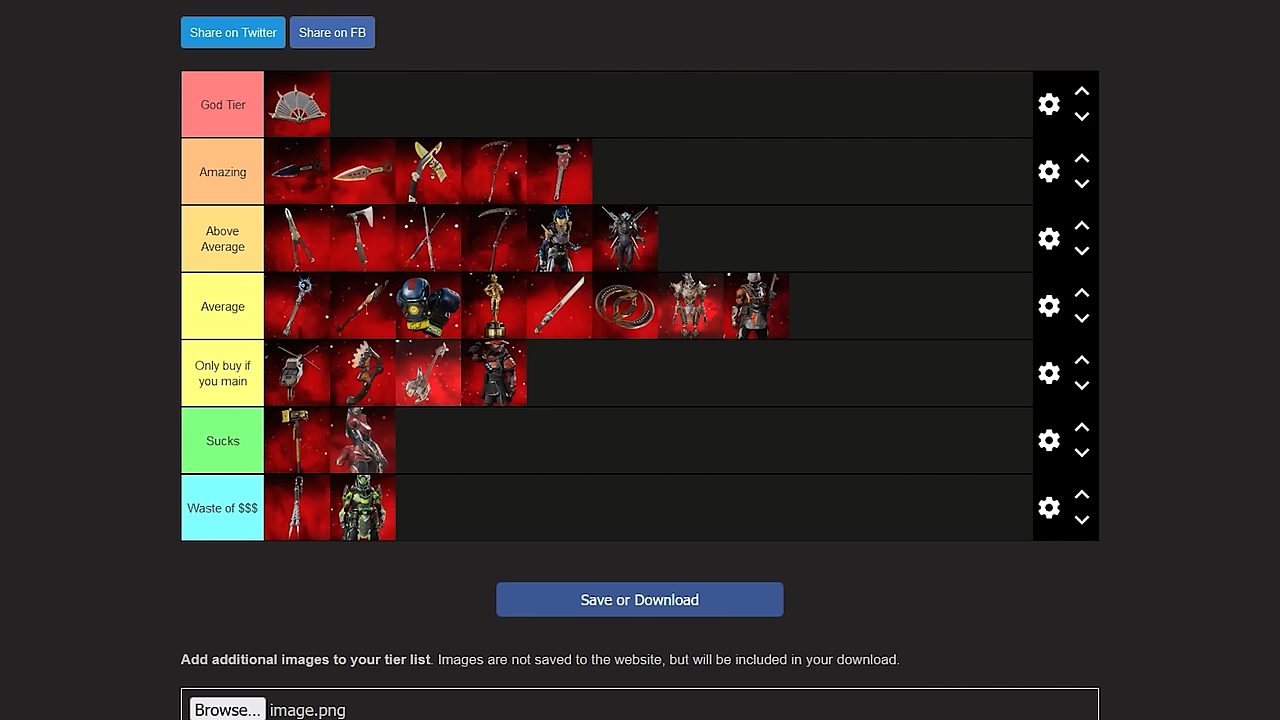 Share on Twitter Share on FB
God Tier
Amazing
Above
Average
Average
Only buy if
you main
Sucks
Waste of $$$
Save or Download
Add additional images to your tier list. Images are not saved to the website, but will be included in your download.
Browse... image.png